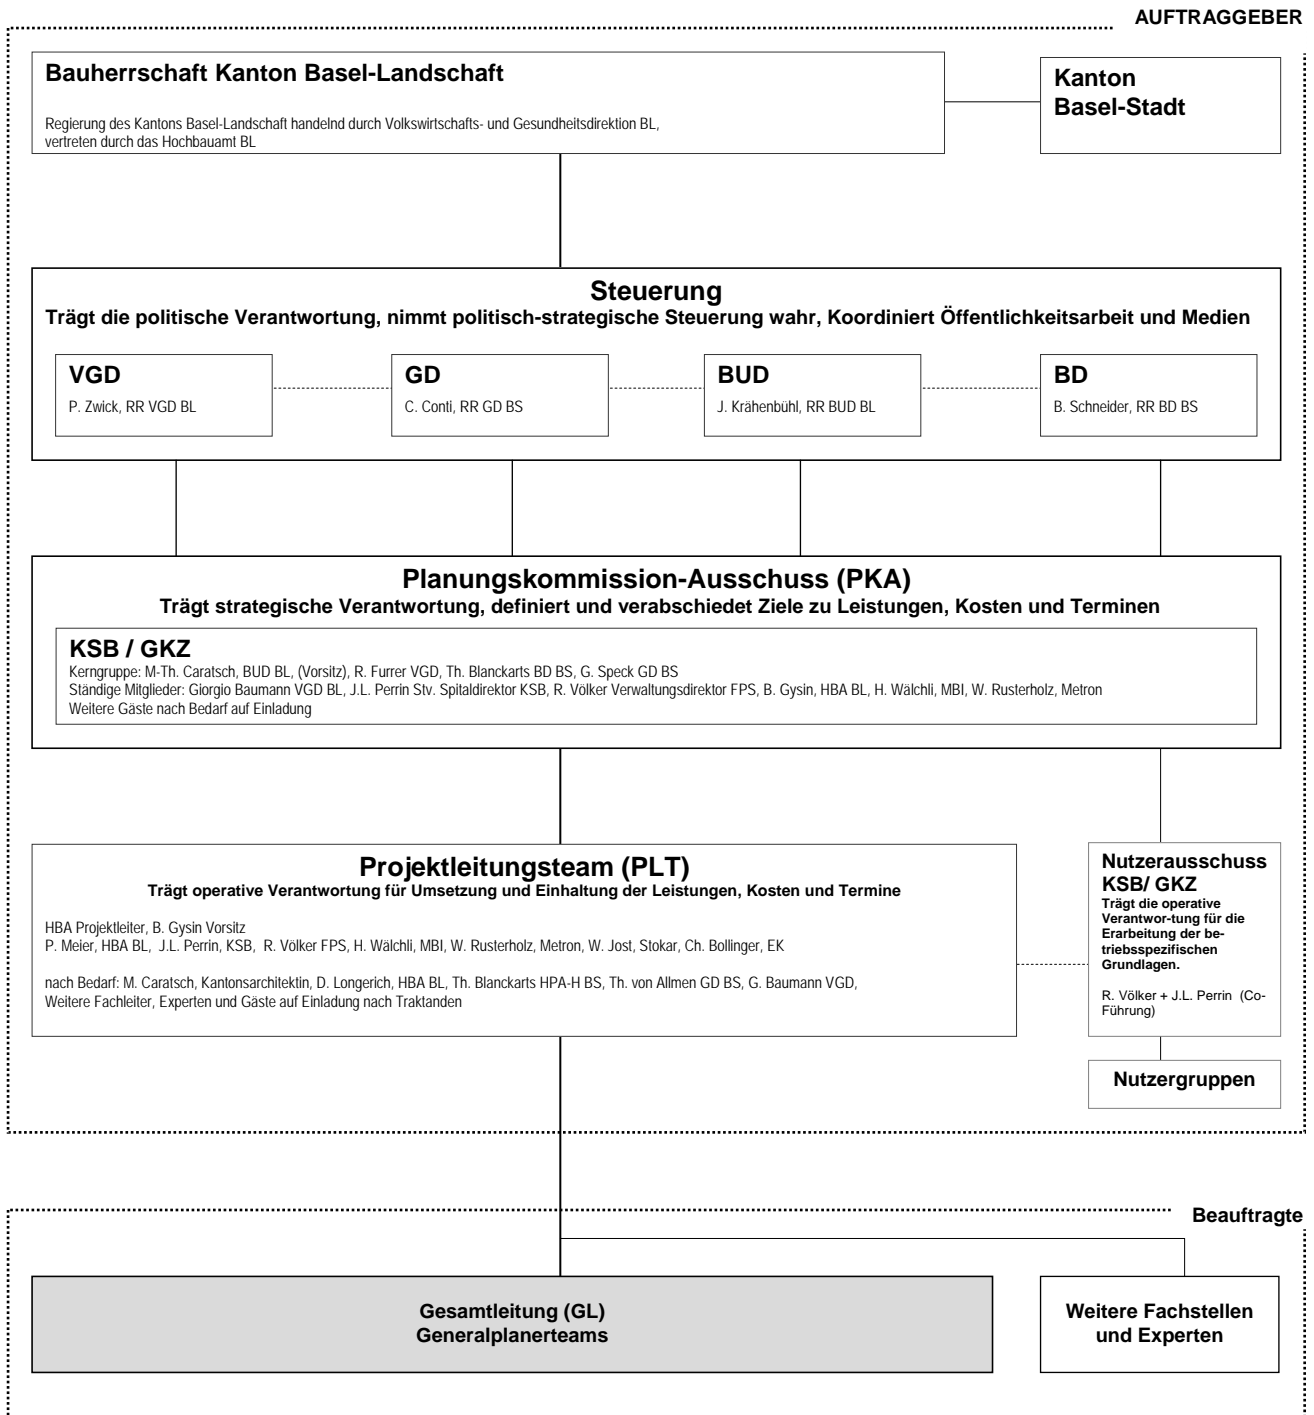 AUFTRAGGEBER
Bauherrschaft Kanton Basel-Landschaft
Regierung des Kantons Basel-Landschaft handelnd durch Volkswirtschafts- und Gesundheitsdirektion BL,
vertreten durch das Hochbauamt BL
Kanton
Basel-Stadt
Steuerung
Trägt die politische Verantwortung, nimmt politisch-strategische Steuerung wahr, Koordiniert Öffentlichkeitsarbeit und Medien
VGD
P. Zwick, RR VGD BL
GD
C. Conti, RR GD BS
BUD
J. Krähenbühl, RR BUD BL
BD
B. Schneider, RR BD BS
Planungskommission-Ausschuss (PKA)
Trägt strategische Verantwortung, definiert und verabschiedet Ziele zu Leistungen, Kosten und Terminen
KSB / GKZ
Kerngruppe: M-Th. Caratsch, BUD BL, (Vorsitz), R. Furrer VGD, Th. Blanckarts BD BS, G. Speck GD BS
Ständige Mitglieder: Giorgio Baumann VGD BL, J.L. Perrin Stv. Spitaldirektor KSB, R. Völker Verwaltungsdirektor FPS, B. Gysin, HBA BL, H. Wälchli, MBI, W. Rusterholz, Metron
Weitere Gäste nach Bedarf auf Einladung
Projektleitungsteam (PLT)
Trägt operative Verantwortung für Umsetzung und Einhaltung der Leistungen, Kosten und Termine
HBA Projektleiter, B. Gysin Vorsitz
P. Meier, HBA BL, J.L. Perrin, KSB, R. Völker FPS, H. Wälchli, MBI, W. Rusterholz, Metron, W. Jost, Stokar, Ch. Bollinger, EK
nach Bedarf: M. Caratsch, Kantonsarchitektin, D. Longerich, HBA BL, Th. Blanckarts HPA-H BS, Th. von Allmen GD BS, G. Baumann VGD,
Weitere Fachleiter, Experten und Gäste auf Einladung nach Traktanden
Nutzerausschuss
KSB/ GKZ
Trägt die operative
Verantwor-tung für die
Erarbeitung der be-
triebsspezifischen
Grundlagen.
R. Völker + J.L. Perrin (Co-
Führung)
Nutzergruppen
Beauftragte
Gesamtleitung (GL)
Generalplanerteams
Weitere Fachstellen
und Experten